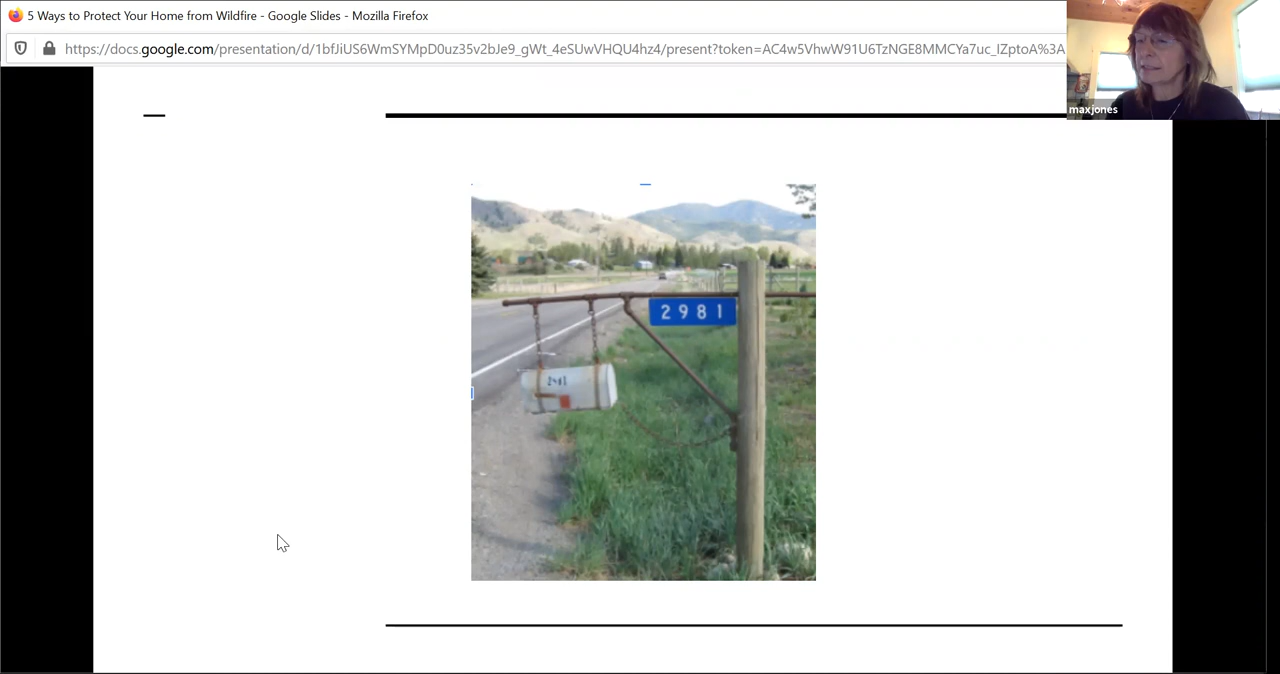 5 Ways to Protect Your Home from Wildfire - Google Slides - Mozilla Firefox
https://docs.google.com/presentation/d/1bfJiUS6WmSYMpD0uz35v2bJe9_gWt_4eSUwVHQU4hz4/present?token=AC4w5VhwW91U6TzNGE8MMCYa7uc_IZptoA%3A
maxjones
2981
2981